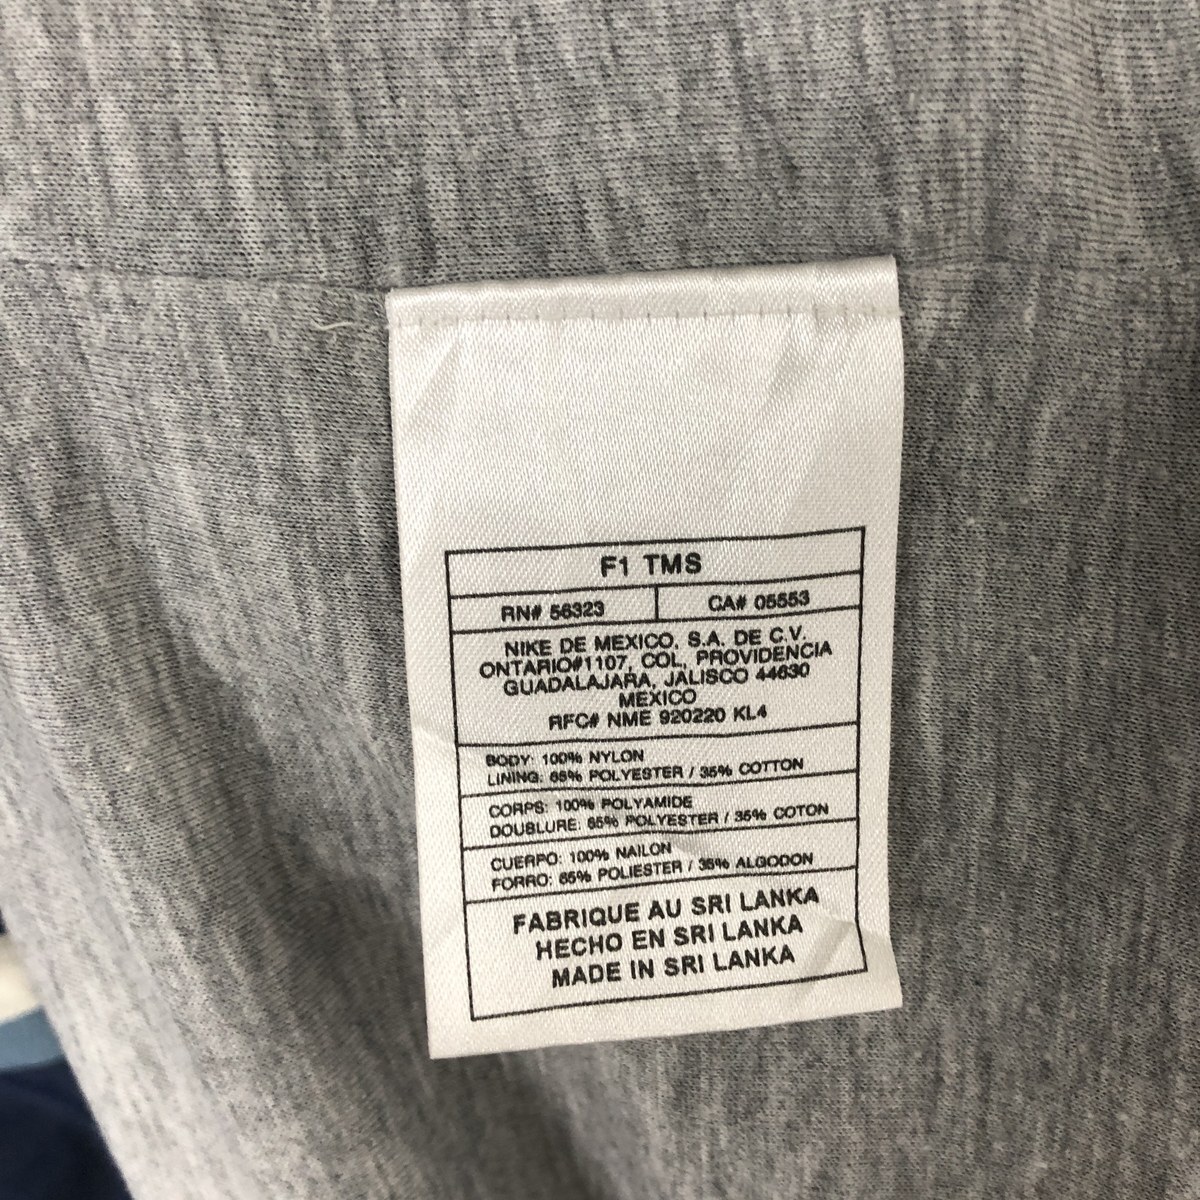 F1 TMS
RN# 56323 CA# 05553
NIKE DE MEXICO, S.A. DE C.V.
ONTARIO#1107, COL, PROVIDENCIA
GUADALAJARA, JALISCO 44630
MEXICO
RFC# NME 920220 KL4
BODY: 100% NYLON
LINING: 65% POLYESTER / 35% COTTON
CORPS: 100% POLYAMIDE
DOUBLURE: 65% POLYESTER / 35% COTON
CUERPO: 100% NAILON
FORRO: 65% POLIESTER / 35% ALGODON
FABRIQUE AU SRI LANKA
HECHO EN SRI LANKA
MADE IN SRI LANKA